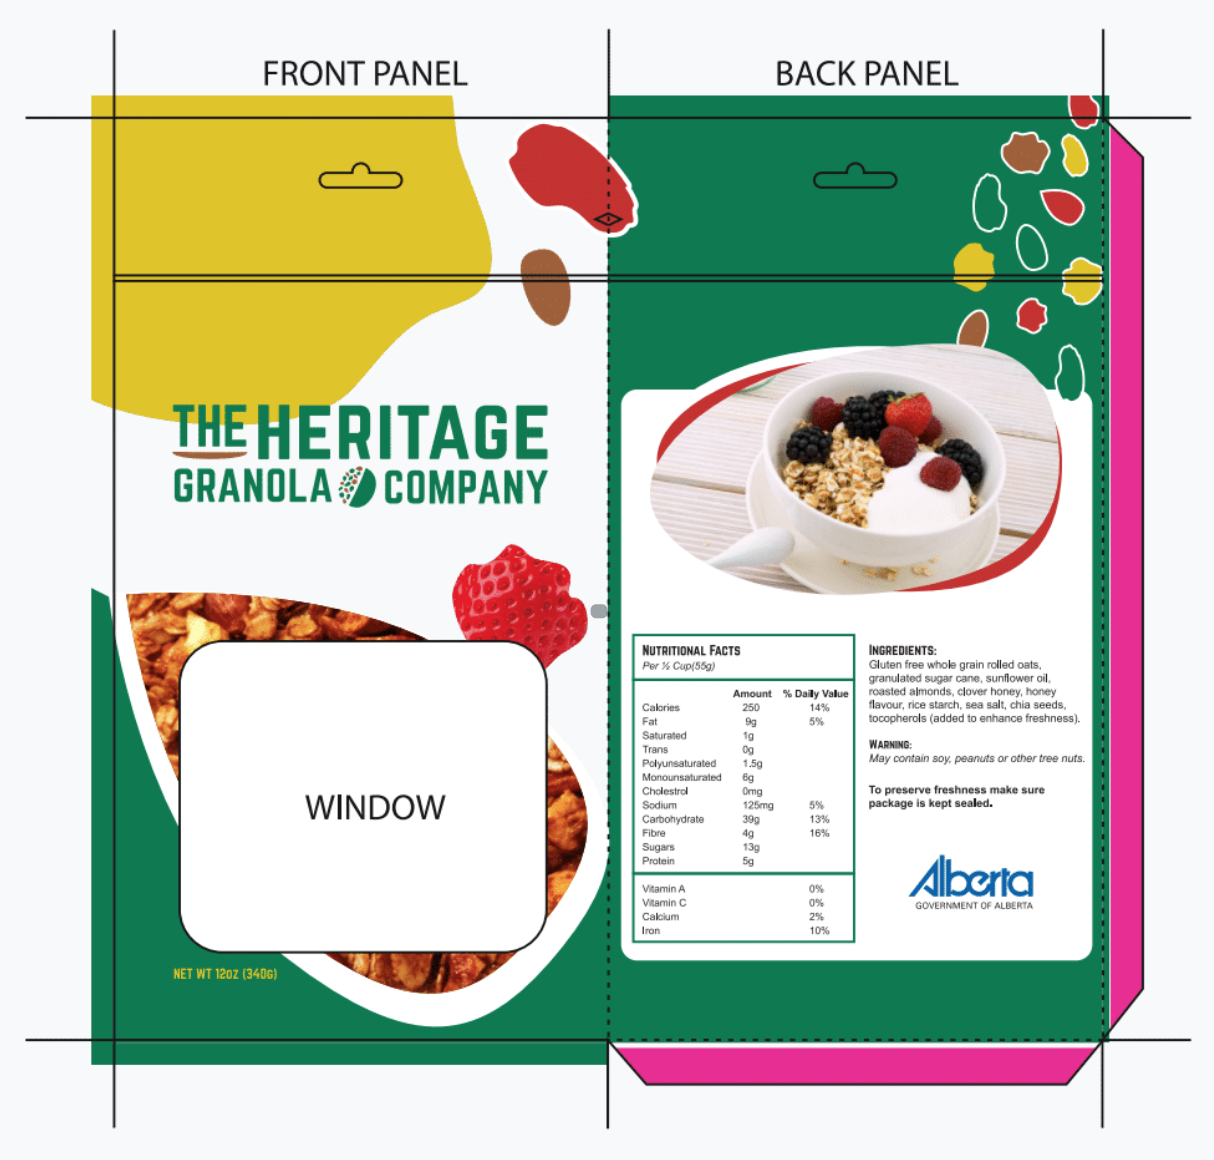 FRONT PANEL
BACK PANEL
THE HERITAGE
GRANOLA COMPANY
WINDOW
NET WT 12OZ (340G)
NUTRITIONAL FACTS
Per ½ Cup(55g)
Amount % Daily Value
Calories 250 14%
Fat 9g 5%
Saturated 1g
Trans 0g
Polyunsaturated 1.5g
Monounsaturated 6g
Cholestrol 0mg
Sodium 125mg 5%
Carbohydrate 39g 13%
Fibre 4g 16%
Sugars 13g
Protein 5g
Vitamin A 0%
Vitamin C 0%
Calcium 2%
Iron 10%
INGREDIENTS:
Gluten free whole grain rolled oats,
granulated sugar cane, sunflower oil,
roasted almonds, clover honey, honey
flavour, rice starch, sea salt, chia seeds,
tocopherols (added to enhance freshness).
WARNING:
May contain soy, peanuts or other tree nuts.
To preserve freshness make sure
package is kept sealed.
Alberta
GOVERNMENT OF ALBERTA